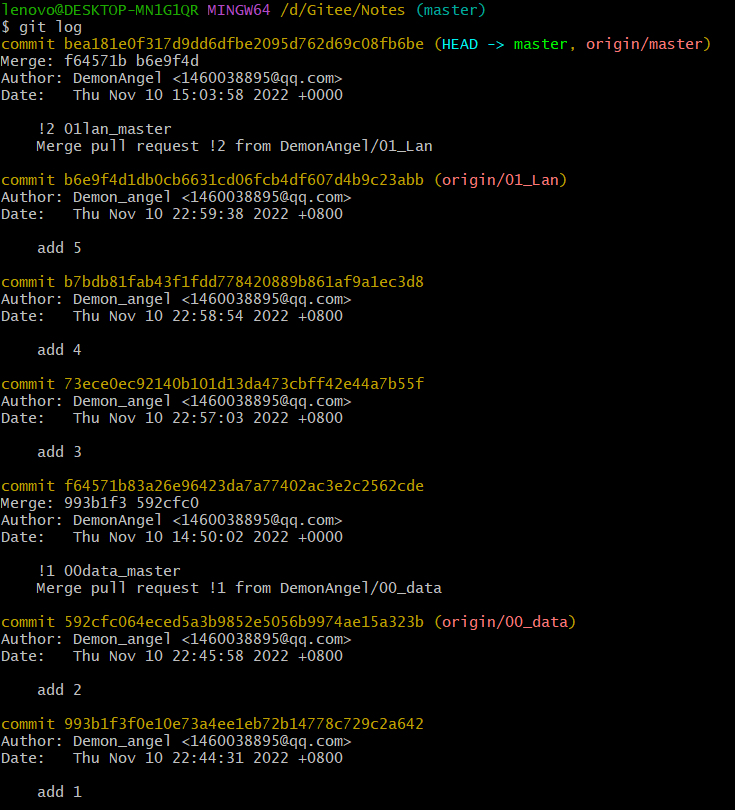 lenovo@DESKTOP-MN1G1QR MINGW64 /d/Gitee/Notes (master)
$ git log
commit bea181e0f317d9dd6dfbe2095d762d69c08fb6be (HEAD -> master, origin/master)
Merge: f64571b b6e9f4d
Author: DemonAngel <1460038895@qq.com>
Date:   Thu Nov 10 15:03:58 2022 +0000
    !2 01lan_master
    Merge pull request !2 from DemonAngel/01_Lan
commit b6e9f4d1db0cb6631cd06fcb4df607d4b9c23abb (origin/01_Lan)
Author: Demon_angel <1460038895@qq.com>
Date:   Thu Nov 10 22:59:38 2022 +0800
    add 5
commit b7bdb81fab43f1fdd778420889b861af9a1ec3d8
Author: Demon_angel <1460038895@qq.com>
Date:   Thu Nov 10 22:58:54 2022 +0800
    add 4
commit 73ece0ec92140b101d13da473cbff42e44a7b55f
Author: Demon_angel <1460038895@qq.com>
Date:   Thu Nov 10 22:57:03 2022 +0800
    add 3
commit f64571b83a26e96423da7a77402ac3e2c2562cde
Merge: 993b1f3 592cfc0
Author: DemonAngel <1460038895@qq.com>
Date:   Thu Nov 10 14:50:02 2022 +0000
    !1 00data_master
    Merge pull request !1 from DemonAngel/00_data
commit 592cfc064eced5a3b9852e5056b9974ae15a323b (origin/00_data)
Author: Demon_angel <1460038895@qq.com>
Date:   Thu Nov 10 22:45:58 2022 +0800
    add 2
commit 993b1f3f0e10e73a4ee1eb72b14778c729c2a642
Author: Demon_angel <1460038895@qq.com>
Date:   Thu Nov 10 22:44:31 2022 +0800
    add 1